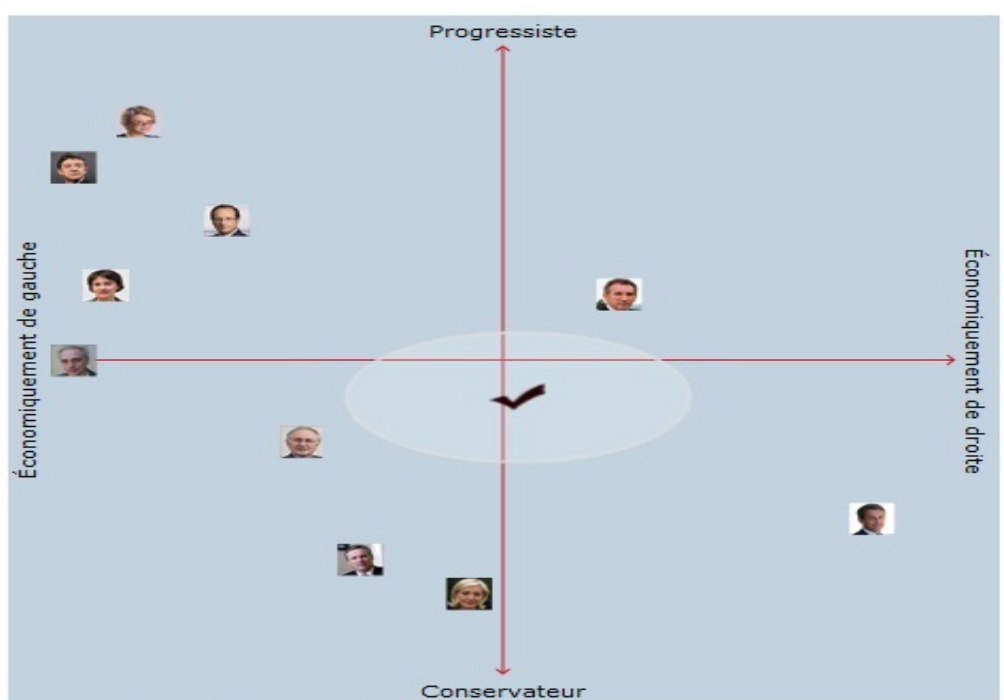 Progressiste
Économiquement de gauche
Économiquement de droite
Conservateur